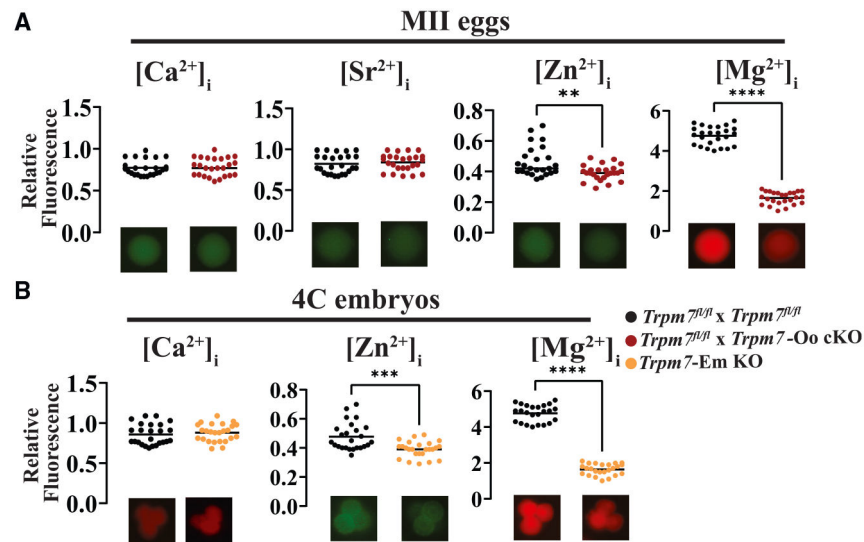 A
MII eggs
[Ca²⁺]ᵢ [Sr²⁺]ᵢ [Zn²⁺]ᵢ [Mg²⁺]ᵢ
Relative
Fluorescence
1.5
1.0
0.5
0.0
1.5
1.0
0.5
0.0
**
0.8
0.6
0.4
0.2
0.0
****
6
4
2
0
B
4C embryos
Trpm7fl/fl x Trpm7fl/fl
Trpm7fl/fl x Trpm7-Oo cKO
Trpm7-Em KO
[Ca²⁺]ᵢ [Zn²⁺]ᵢ [Mg²⁺]ᵢ
Relative
Fluorescence
1.5
1.0
0.5
0.0
***
0.8
0.6
0.4
0.2
0.0
****
6
4
2
0